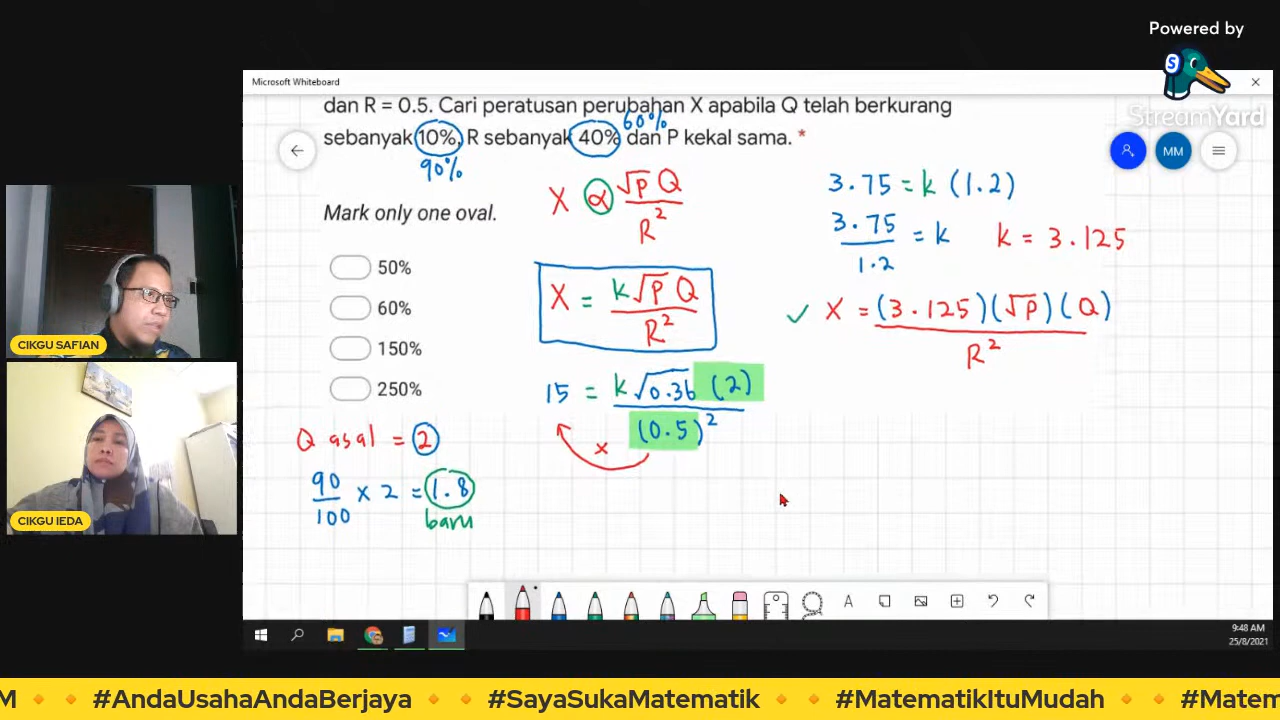 Powered by
StreamYard
Microsoft Whiteboard
dan R = 0.5. Cari peratusan perubahan X apabila Q telah berkurang
60%
sebanyak 10%, R sebanyak 40% dan P kekal sama. *
90%
MM
Mark only one oval.
50%
60%
150%
250%
X ∝ √P Q / R²
X = k√P Q / R²
15 = k√0.36 (2) / (0.5)²
x
3.75 = k (1.2)
3.75 / 1.2 = k
k = 3.125
✓ X = (3.125)(√P)(Q) / R²
Q asal = 2
90/100 x 2 = 1.8
baru
CIKGU SAFIAN
CIKGU IEDA
A
9:48 AM
25/8/2021
M #AndaUsahaAndaBerjaya #SayaSukaMatematik #MatematikItuMudah #Matem